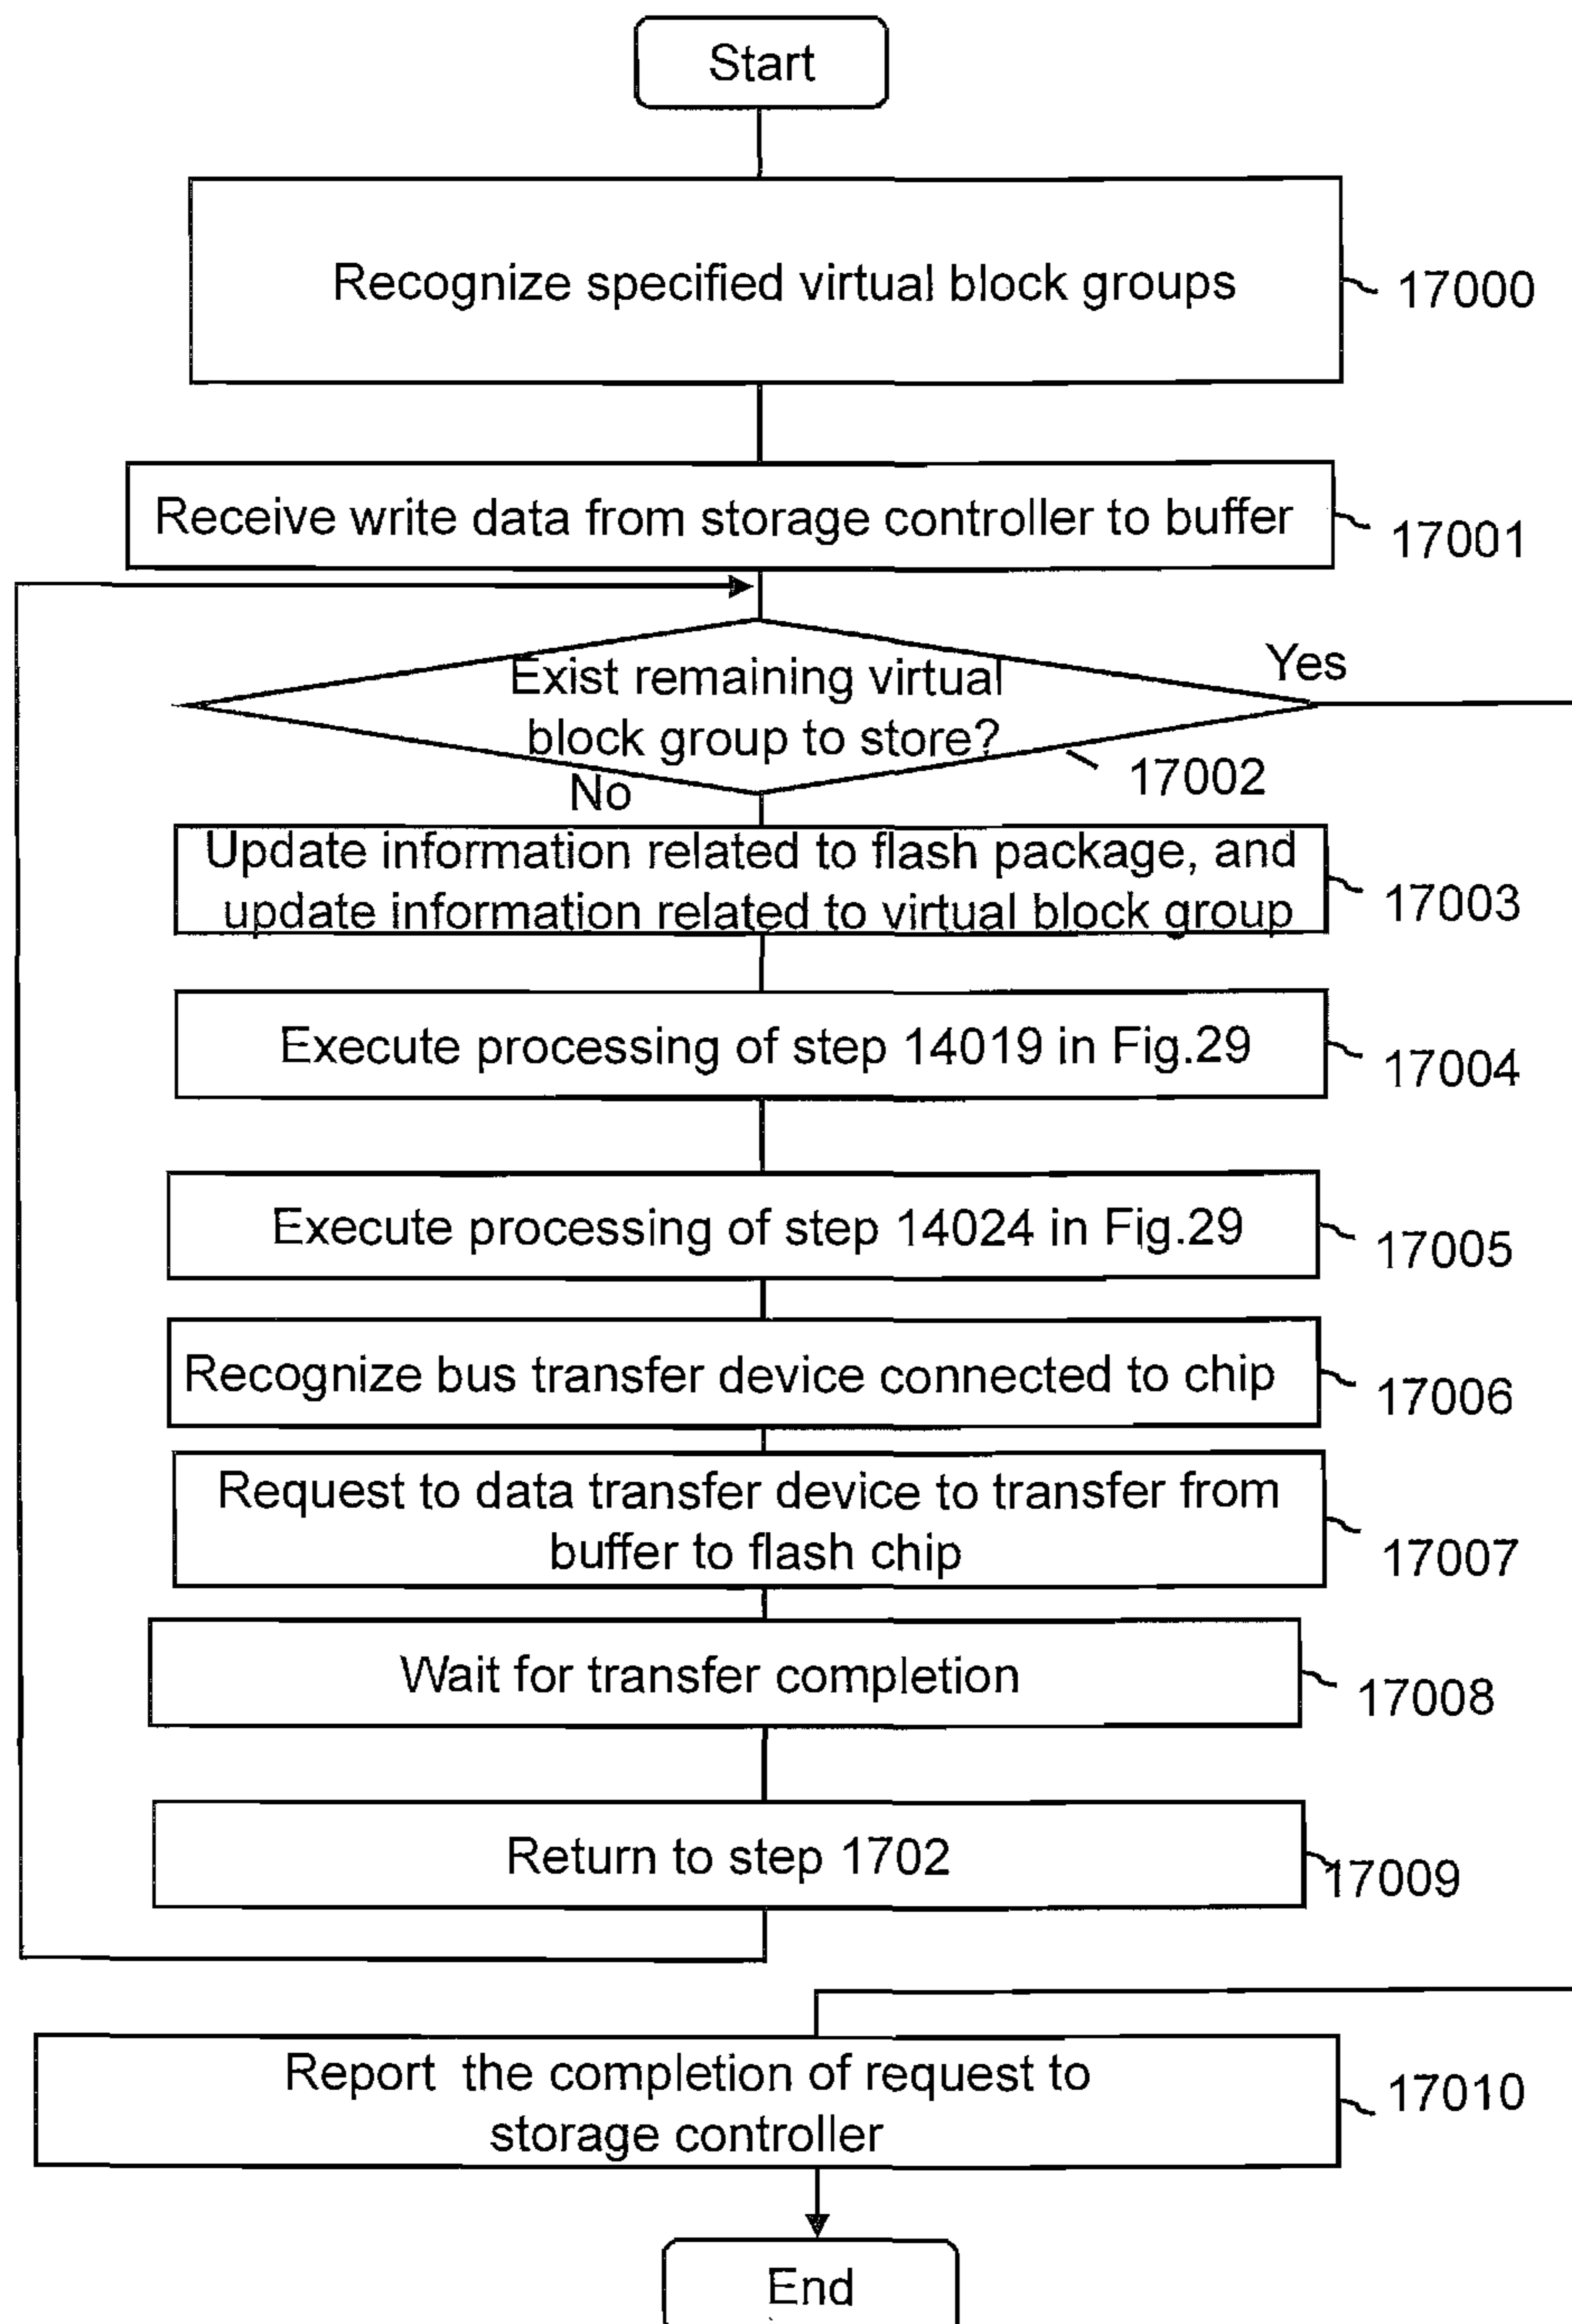 Start
Recognize specified virtual block groups
17000
Receive write data from storage controller to buffer
17001
Exist remaining virtual
block group to store?
Yes
17002
No
Update information related to flash package, and
update information related to virtual block group
17003
Execute processing of step 14019 in Fig.29
17004
Execute processing of step 14024 in Fig.29
17005
Recognize bus transfer device connected to chip
17006
Request to data transfer device to transfer from
buffer to flash chip
17007
Wait for transfer completion
17008
Return to step 1702
17009
Report the completion of request to
storage controller
17010
End